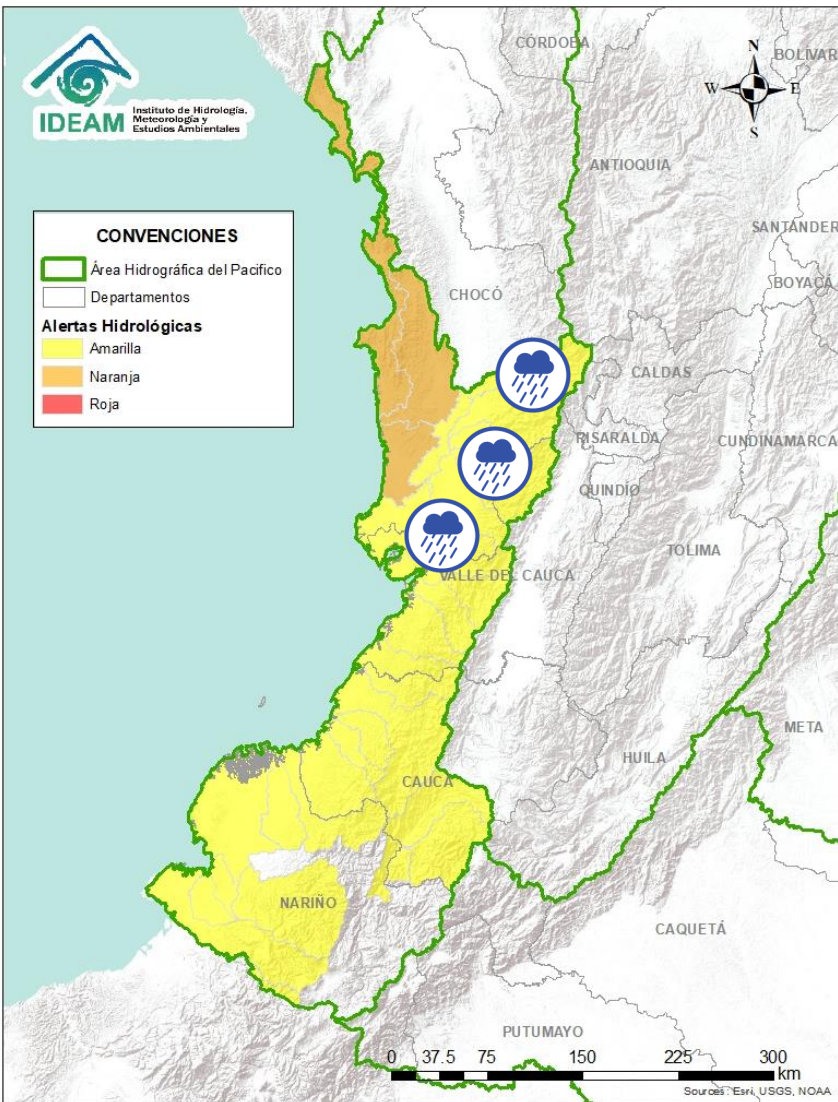 IDEAM
Instituto de Hidrología,
Meteorología y
Estudios Ambientales
CÓRDOBA
BOLIVAR
N
W
E
S
ANTIOQUIA
SANTANDER
CONVENCIONES
Área Hidrográfica del Pacifico
Departamentos
Alertas Hidrológicas
Amarilla
Naranja
Roja
BOYACÁ
CHOCÓ
CALDAS
RISARALDA
CUNDINAMARCA
QUINDÍO
TOLIMA
VALLE DEL CAUCA
META
HUILA
CAUCA
NARIÑO
CAQUETÁ
PUTUMAYO
0 37.5 75 150 225 300
km
Sources: Esri, USGS, NOAA